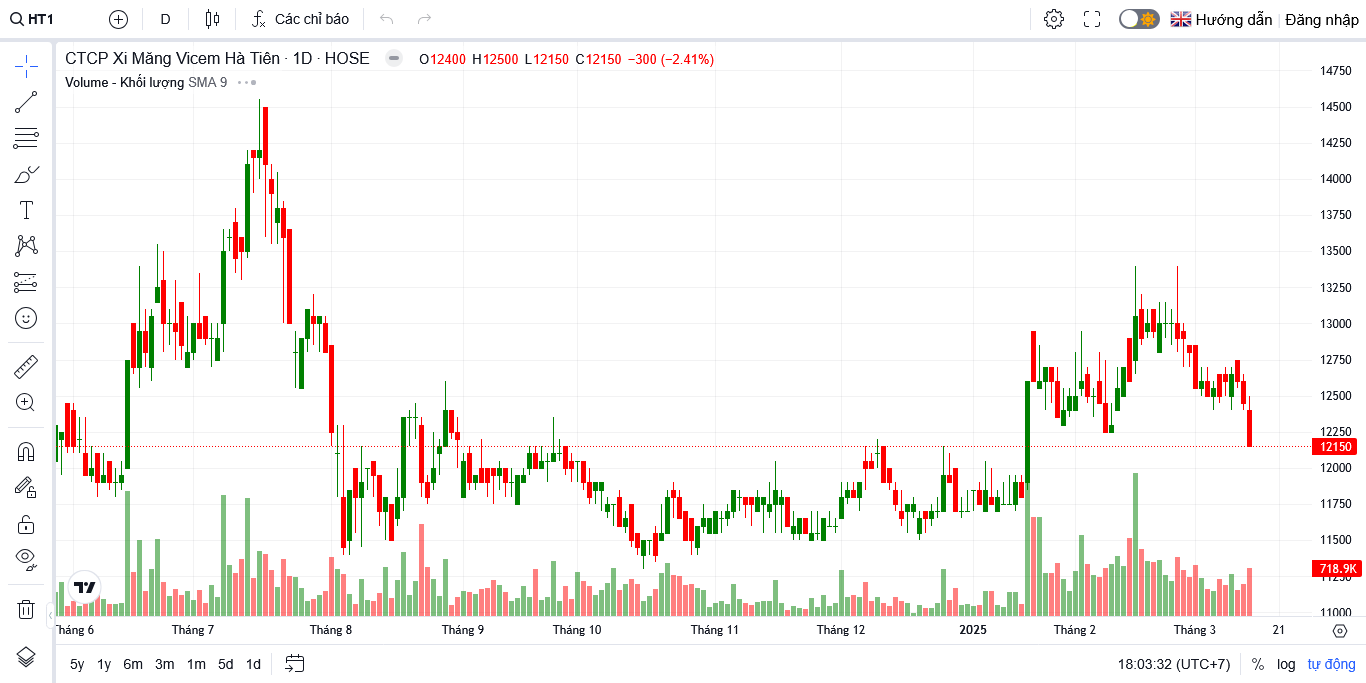 HT1 D Các chỉ báo Hướng dẫn Đăng nhập
CTCP Xi Măng Vicem Hà Tiên · 1D · HOSE O12400 H12500 L12150 C12150 −300 (−2.41%)
Volume - Khối lượng SMA 9
14750
14500
14250
14000
13750
13500
13250
13000
12750
12500
12250
12150
12000
11750
11500
718.9K
11250
11000
Tháng 6 Tháng 7 Tháng 8 Tháng 9 Tháng 10 Tháng 11 Tháng 12 2025 Tháng 2 Tháng 3 21
5y 1y 6m 3m 1m 5d 1d 18:03:32 (UTC+7) % log tự động